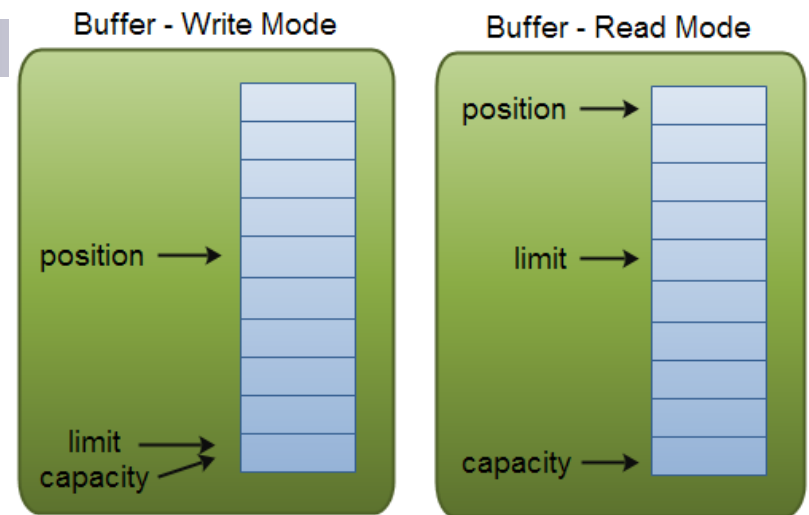 Buffer - Write Mode
position
limit
capacity
Buffer - Read Mode
position
limit
capacity